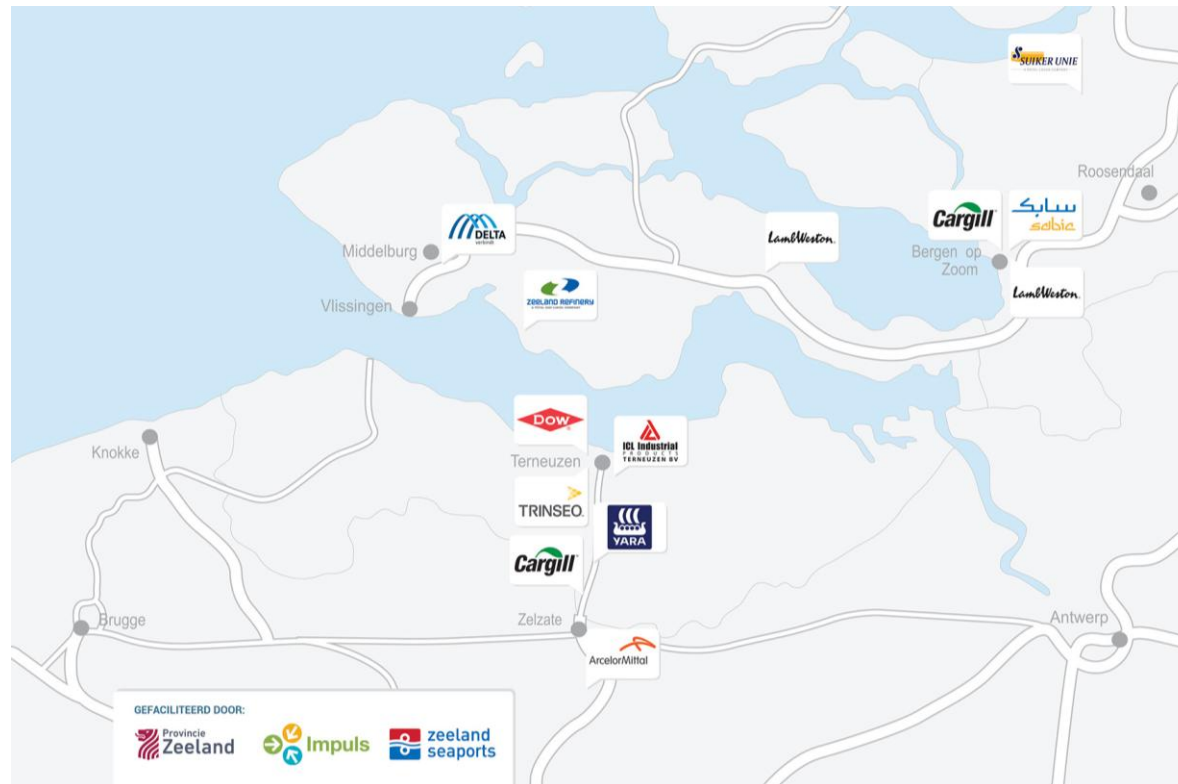 SUIKER UNIE
Roosendaal
DELTA
Middelburg
Cargill
سابك
sabic
LambWeston
Bergen op
Zoom
Vlissingen
ZEELAND REFINERY
LambWeston
DOW
ICL Industrial
PRODUCTS
TERNEUZEN BV
Knokke
Terneuzen
TRINSEO
YARA
Cargill
Brugge
Zelzate
Antwerp
ArcelorMittal
GEFACILITEERD DOOR:
Provincie
Zeeland
Impuls
zeeland
seaports